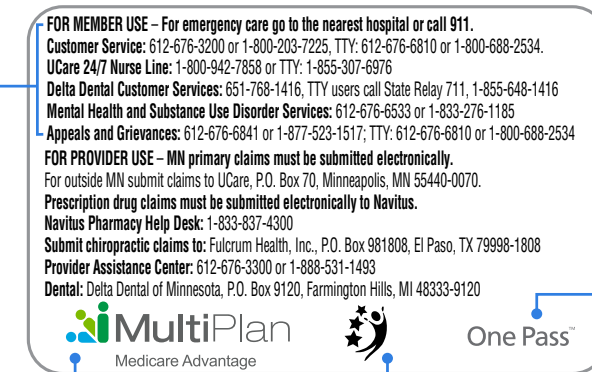 FOR MEMBER USE – For emergency care go to the nearest hospital or call 911.
Customer Service: 612-676-3200 or 1-800-203-7225, TTY: 612-676-6810 or 1-800-688-2534.
UCare 24/7 Nurse Line: 1-800-942-7858 or TTY: 1-855-307-6976
Delta Dental Customer Services: 651-768-1416, TTY users call State Relay 711, 1-855-648-1416
Mental Health and Substance Use Disorder Services: 612-676-6533 or 1-833-276-1185
Appeals and Grievances: 612-676-6841 or 1-877-523-1517; TTY: 612-676-6810 or 1-800-688-2534
FOR PROVIDER USE – MN primary claims must be submitted electronically.
For outside MN submit claims to UCare, P.O. Box 70, Minneapolis, MN 55440-0070.
Prescription drug claims must be submitted electronically to Navitus.
Navitus Pharmacy Help Desk: 1-833-837-4300
Submit chiropractic claims to: Fulcrum Health, Inc., P.O. Box 981808, El Paso, TX 79998-1808
Provider Assistance Center: 612-676-3300 or 1-888-531-1493
Dental: Delta Dental of Minnesota, P.O. Box 9120, Farmington Hills, MI 48333-9120
MultiPlan
Medicare Advantage
One Pass™